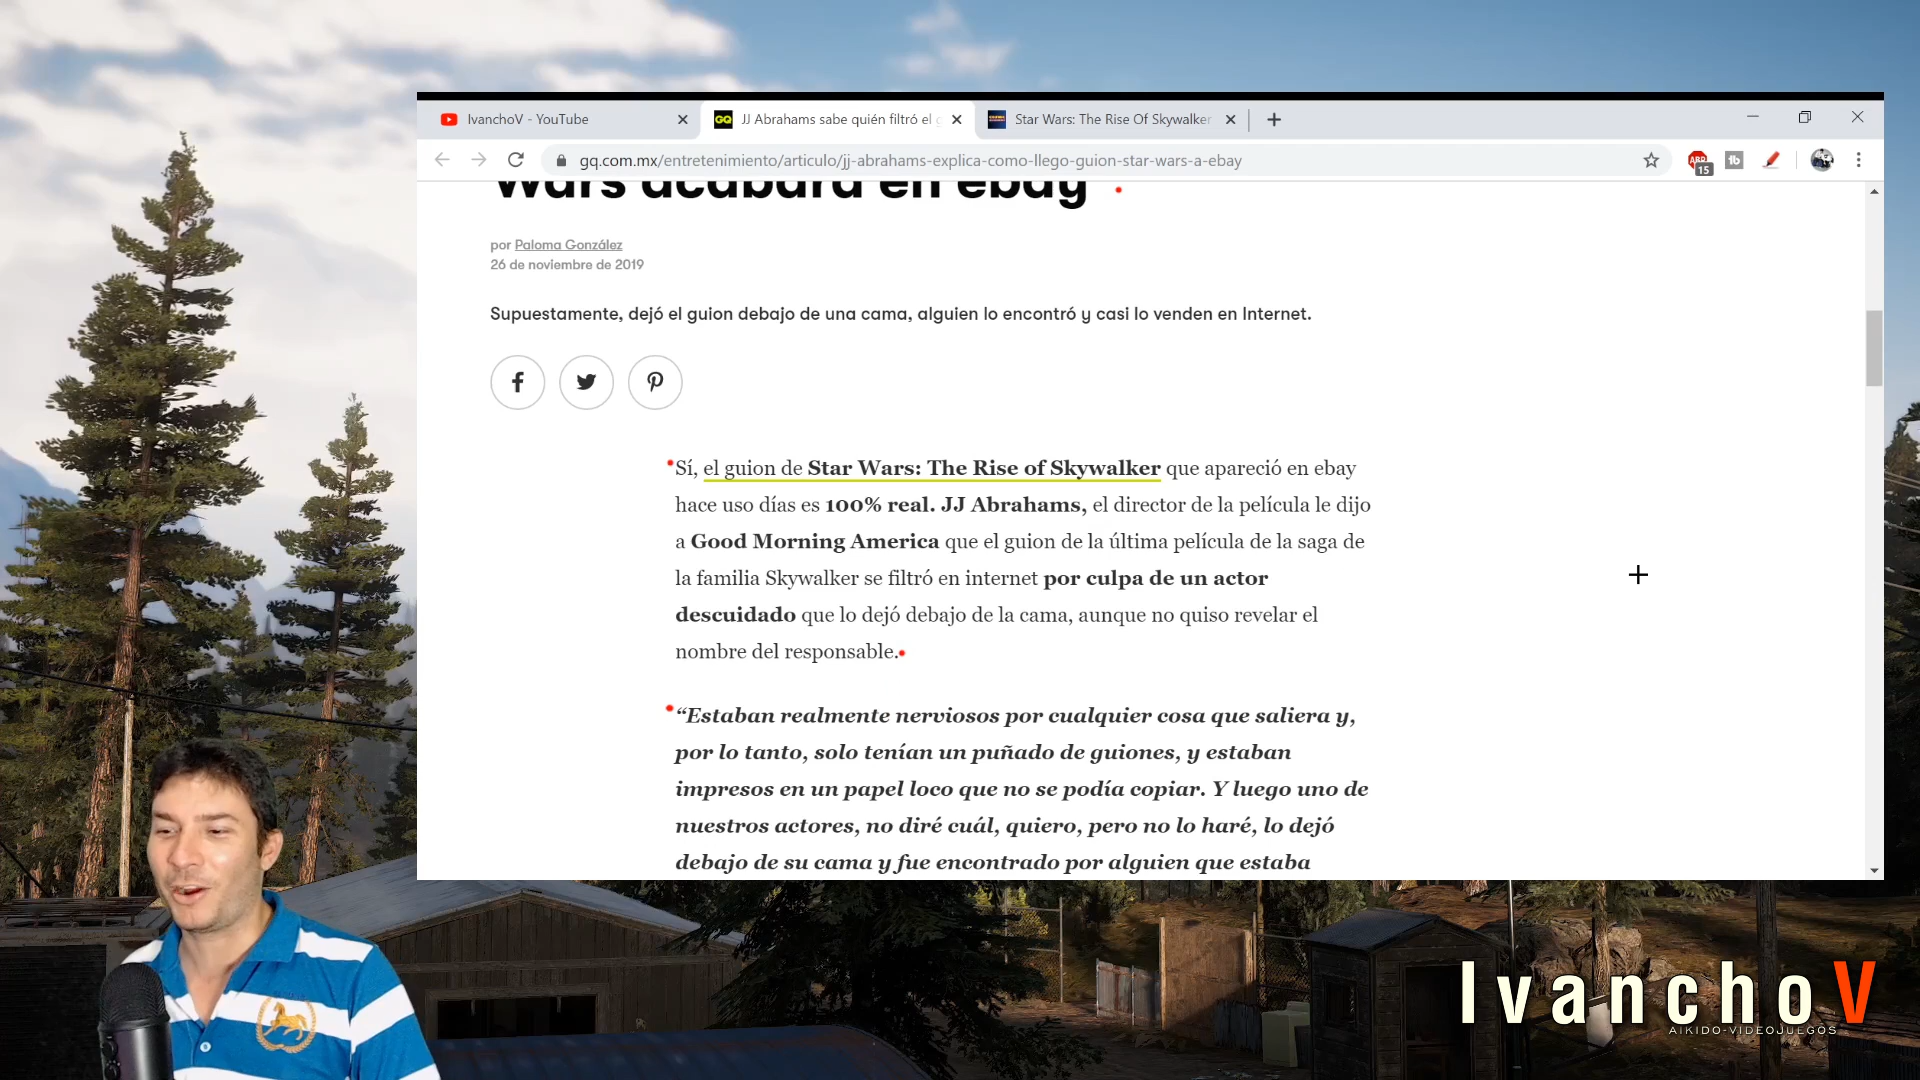 IvanchoV - YouTube
JJ Abrahams sabe quién filtró el g
Star Wars: The Rise Of Skywalker
gq.com.mx/entretenimiento/articulo/jj-abrahams-explica-como-llego-guion-star-wars-a-ebay
ABP
15
tb
GQ
Wars acabara en ebay
por Paloma González
26 de noviembre de 2019
Supuestamente, dejó el guion debajo de una cama, alguien lo encontró y casi lo venden en Internet.
Sí, el guion de Star Wars: The Rise of Skywalker que apareció en ebay
hace uso días es 100% real. JJ Abrahams, el director de la película le dijo
a Good Morning America que el guion de la última película de la saga de
la familia Skywalker se filtró en internet por culpa de un actor
descuidado que lo dejó debajo de la cama, aunque no quiso revelar el
nombre del responsable.
“Estaban realmente nerviosos por cualquier cosa que saliera y,
por lo tanto, solo tenían un puñado de guiones, y estaban
impresos en un papel loco que no se podía copiar. Y luego uno de
nuestros actores, no diré cuál, quiero, pero no lo haré, lo dejó
debajo de su cama y fue encontrado por alguien que estaba
IvanchoV
AIKIDO-VIDEOJUEGOS